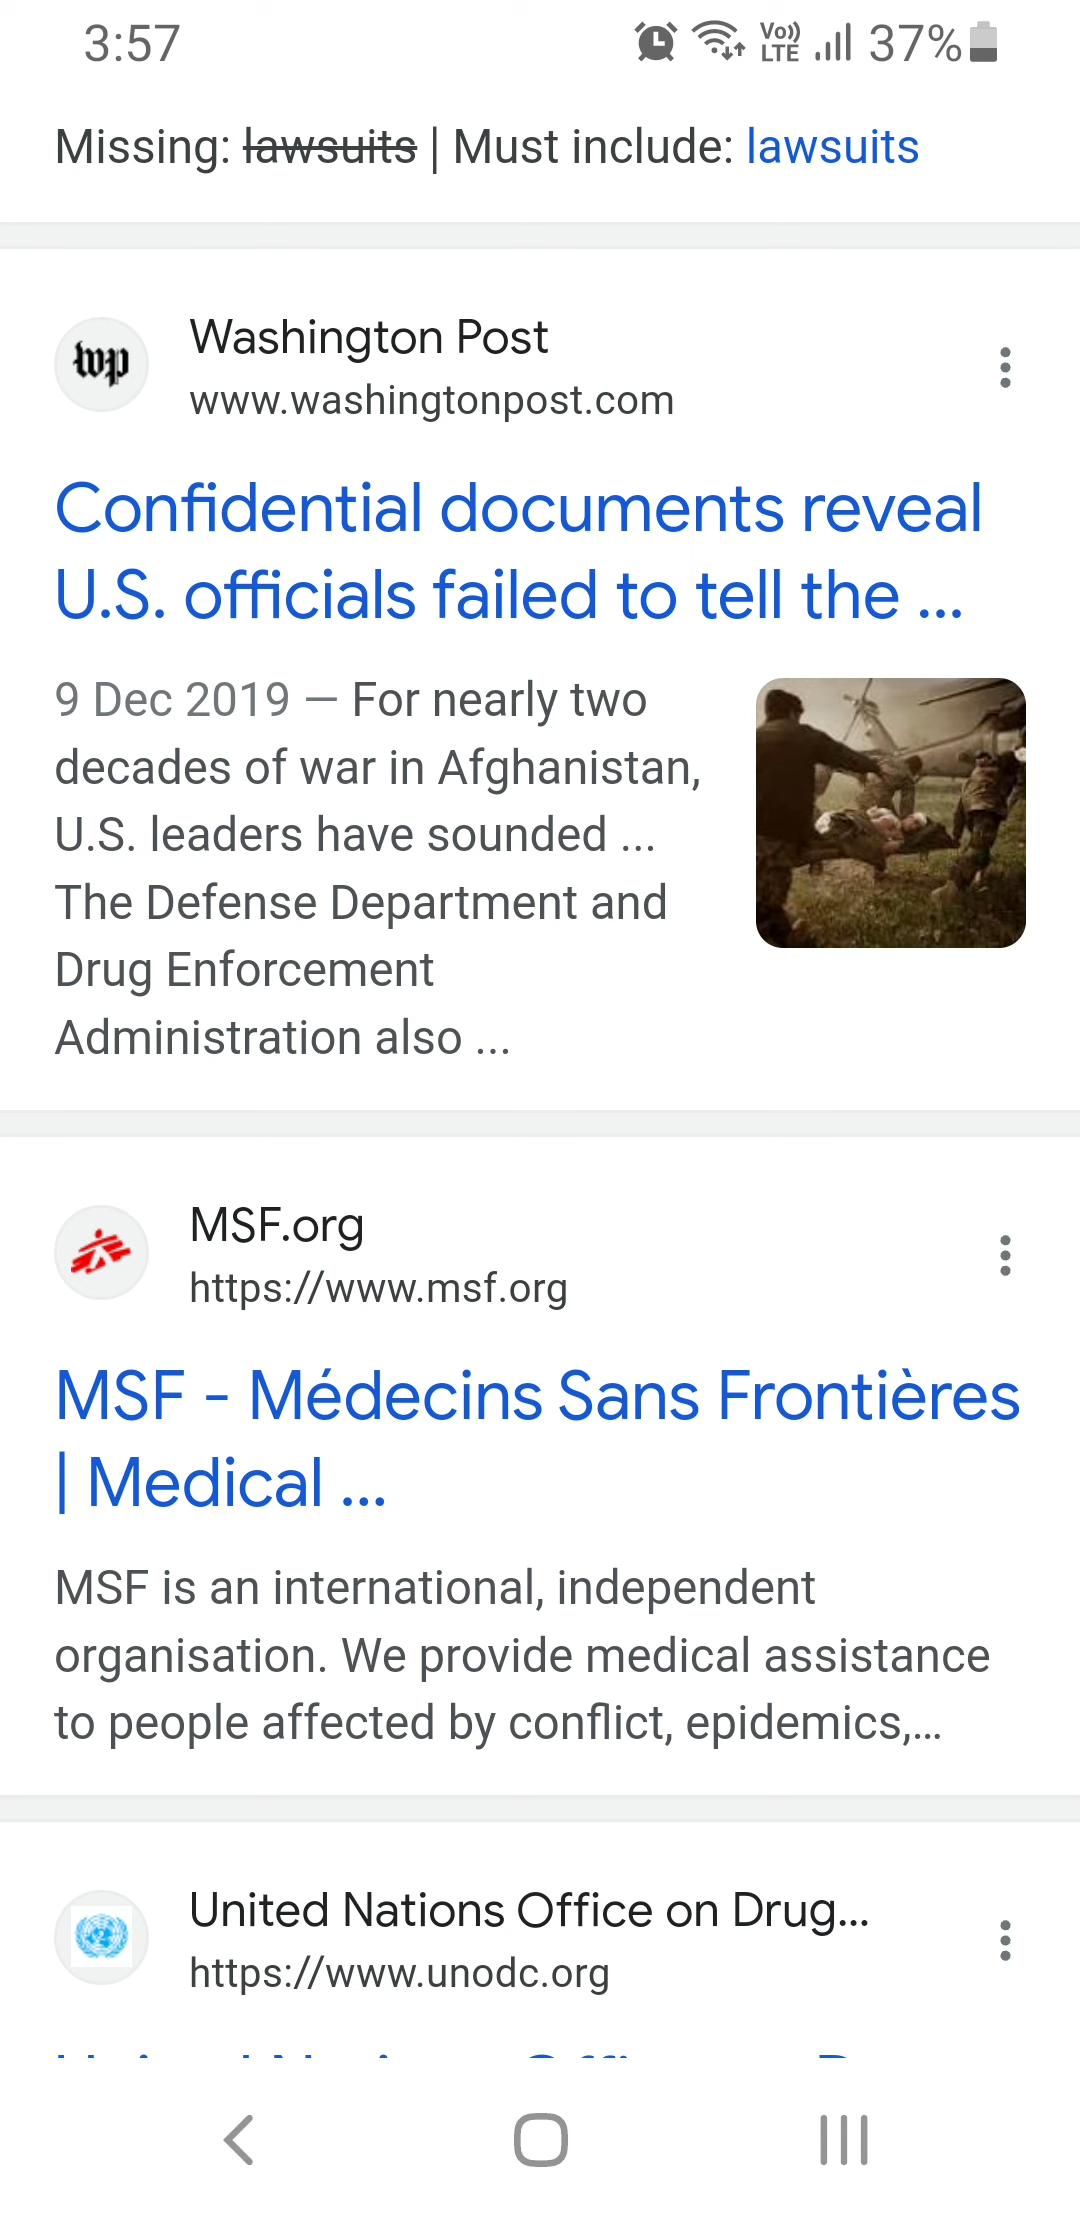 3:57 Vo)) LTE 37%
Missing: lawsuits | Must include: lawsuits
wp
Washington Post
www.washingtonpost.com
Confidential documents reveal
U.S. officials failed to tell the ...
9 Dec 2019 — For nearly two
decades of war in Afghanistan,
U.S. leaders have sounded ...
The Defense Department and
Drug Enforcement
Administration also ...
MSF.org
https://www.msf.org
MSF - Médecins Sans Frontières
| Medical ...
MSF is an international, independent
organisation. We provide medical assistance
to people affected by conflict, epidemics,...
United Nations Office on Drug...
https://www.unodc.org